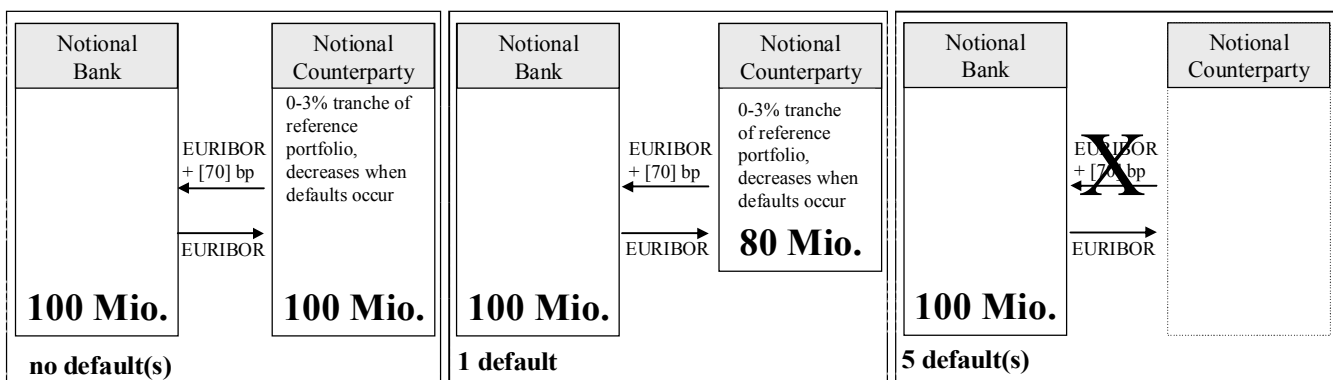 Notional
Bank
Notional
Counterparty
0-3% tranche of
reference
portfolio,
decreases when
defaults occur
EURIBOR
+ [70] bp
EURIBOR
100 Mio.
100 Mio.
no default(s)
Notional
Bank
Notional
Counterparty
0-3% tranche
of reference
portfolio,
decreases when
defaults occur
EURIBOR
+ [70] bp
EURIBOR
80 Mio.
100 Mio.
1 default
Notional
Bank
Notional
Counterparty
EURIBOR
+ [70] bp
X
EURIBOR
100 Mio.
5 default(s)